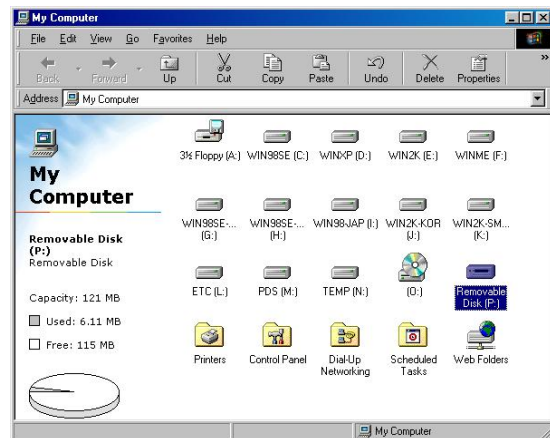 My Computer
File Edit View Go Favorites Help
Back Forward Up Cut Copy Paste Undo Delete Properties »
Address My Computer
My
Computer
Removable Disk
(P:)
Removable Disk
Capacity: 121 MB
Used: 6.11 MB
Free: 115 MB
3½ Floppy (A:) WIN98SE (C:) WINXP (D:) WIN2K (E:) WINME (F:)
WIN98SE-... WIN98SE-... WIN98-JAP (I:) WIN2K-KOR WIN2K-SM...
(G:) (H:) (J:) (K:)
ETC (L:) PDS (M:) TEMP (N:) (O:) Removable
Disk (P:)
Printers Control Panel Dial-Up Scheduled Web Folders
Networking Tasks
My Computer